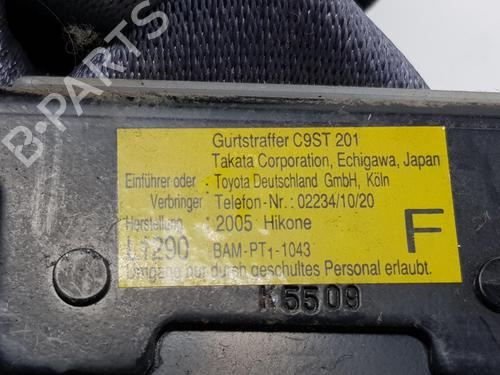 Gurtstraffer C9ST 201
Takata Corporation, Echigawa, Japan
Einführer oder : Toyota Deutschland GmbH, Köln
Verbringer Telefon-Nr.: 02234/10/20
Herstellung : 2005 Hikone
L1290 BAM-PT1-1043
F
Umgang nur durch geschultes Personal erlaubt.
K5509